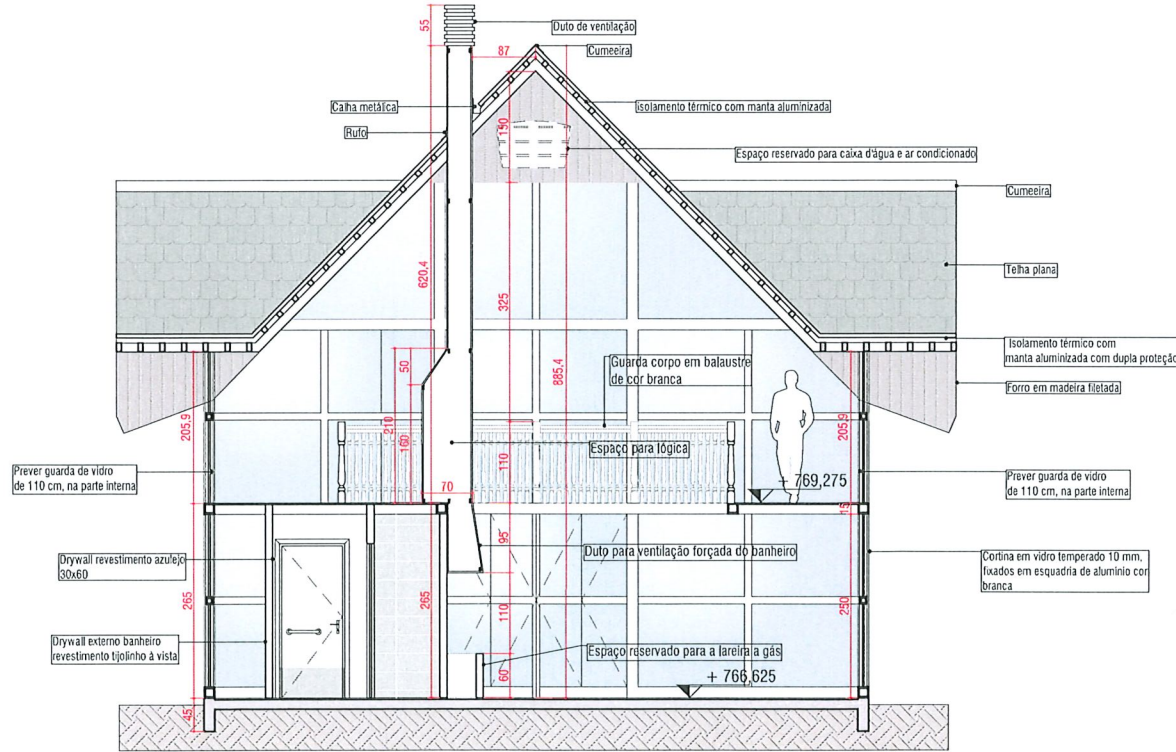 55
Duto de ventilação
87
Cumeeira
Calha metálica
isolamento térmico com manta aluminizada
Rufo
150
Espaço reservado para caixa d'água e ar condicionado
Cumeeira
620,4
Telha plana
325
885,4
Isolamento térmico com
manta aluminizada com dupla proteção
50
Guarda corpo em balaustre
de cor branca
Forro em madeira filetada
205,9
210
160
205,9
Espaço para lógica
110
Prever guarda de vidro
de 110 cm, na parte interna
70
+ 769,275
Prever guarda de vidro
de 110 cm, na parte interna
15
95
Duto para ventilação forçada do banheiro
Drywall revestimento azulejo
30x60
Cortina em vidro temperado 10 mm,
fixados em esquadria de aluminio cor
branca
265
265
110
250
Drywall externo banheiro
revestimento tijolinho à vista
Espaço reservado para a lareira a gás
60
+ 766,625
45